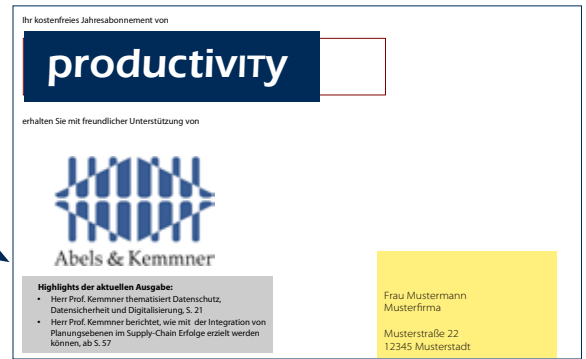 Ihr kostenfreies Jahresabonnement von
productivITy
erhalten Sie mit freundlicher Unterstützung von
Abels & Kemmner
Highlights der aktuellen Ausgabe:
• Herr Prof. Kemmner thematisiert Datenschutz,
Datensicherheit und Digitalisierung, S. 21
• Herr Prof. Kemmner berichtet, wie mit der Integration von
Planungsebenen im Supply-Chain Erfolge erzielt werden
können, ab S. 57
Frau Mustermann
Musterfirma
Musterstraße 22
12345 Musterstadt